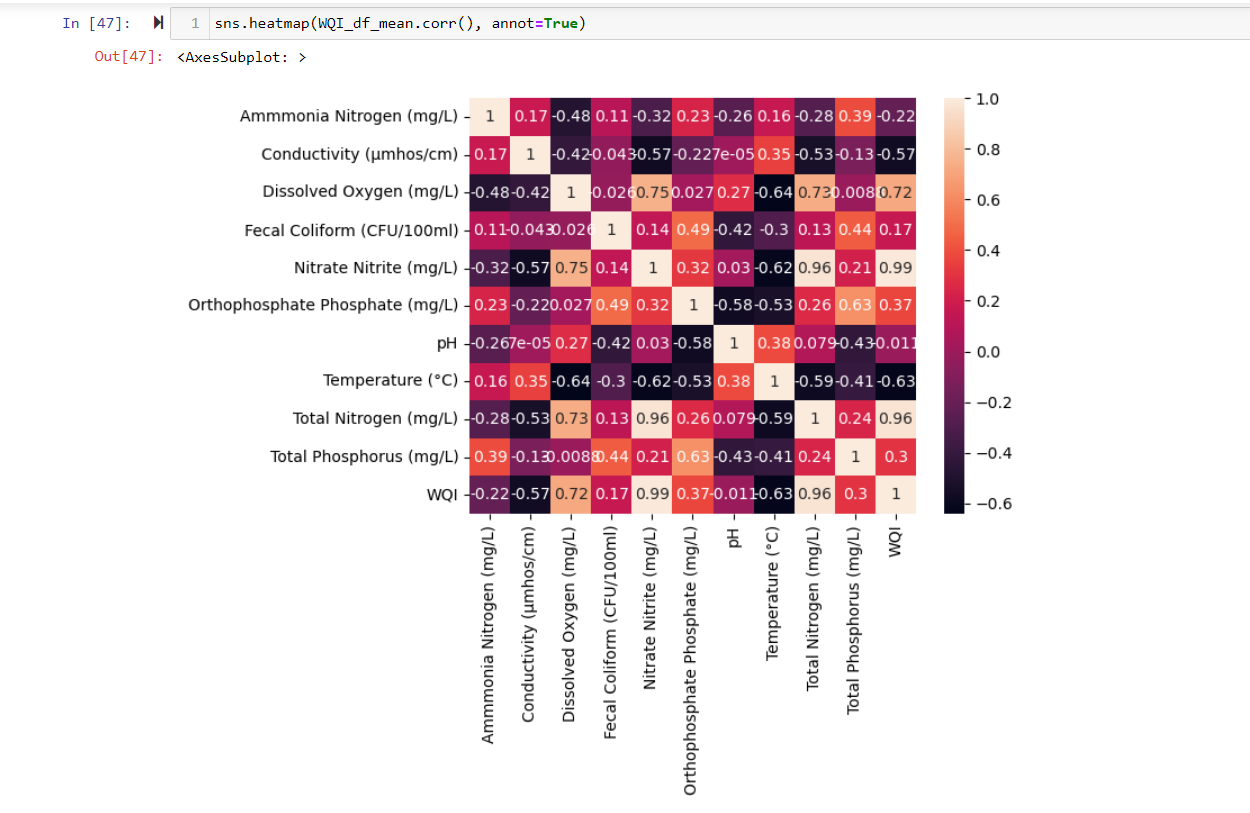 In [47]:
1 sns.heatmap(WQI_df_mean.corr(), annot=True)
Out[47]: <AxesSubplot: >
Ammmonia Nitrogen (mg/L) 1 0.17 -0.48 0.11 -0.32 0.23 -0.26 0.16 -0.28 0.39 -0.22
Conductivity (µmhos/cm) 0.17 1 -0.42 -0.043 -0.57 -0.22 7e-05 0.35 -0.53 -0.13 -0.57
Dissolved Oxygen (mg/L) -0.48 -0.42 1 -0.026 0.75 0.027 0.27 -0.64 0.73 0.0088 0.72
Fecal Coliform (CFU/100ml) 0.11 -0.043 -0.026 1 0.14 0.49 -0.42 -0.3 0.13 0.44 0.17
Nitrate Nitrite (mg/L) -0.32 -0.57 0.75 0.14 1 0.32 0.03 -0.62 0.96 0.21 0.99
Orthophosphate Phosphate (mg/L) 0.23 -0.22 0.027 0.49 0.32 1 -0.58 -0.53 0.26 0.63 0.37
pH -0.26 7e-05 0.27 -0.42 0.03 -0.58 1 0.38 0.079 -0.43 -0.011
Temperature (°C) 0.16 0.35 -0.64 -0.3 -0.62 -0.53 0.38 1 -0.59 -0.41 -0.63
Total Nitrogen (mg/L) -0.28 -0.53 0.73 0.13 0.96 0.26 0.079 -0.59 1 0.24 0.96
Total Phosphorus (mg/L) 0.39 -0.13 0.0088 0.44 0.21 0.63 -0.43 -0.41 0.24 1 0.3
WQI -0.22 -0.57 0.72 0.17 0.99 0.37 -0.011 -0.63 0.96 0.3 1
Ammmonia Nitrogen (mg/L)
Conductivity (µmhos/cm)
Dissolved Oxygen (mg/L)
Fecal Coliform (CFU/100ml)
Nitrate Nitrite (mg/L)
Orthophosphate Phosphate (mg/L)
pH
Temperature (°C)
Total Nitrogen (mg/L)
Total Phosphorus (mg/L)
WQI
1.0
0.8
0.6
0.4
0.2
0.0
−0.2
−0.4
−0.6